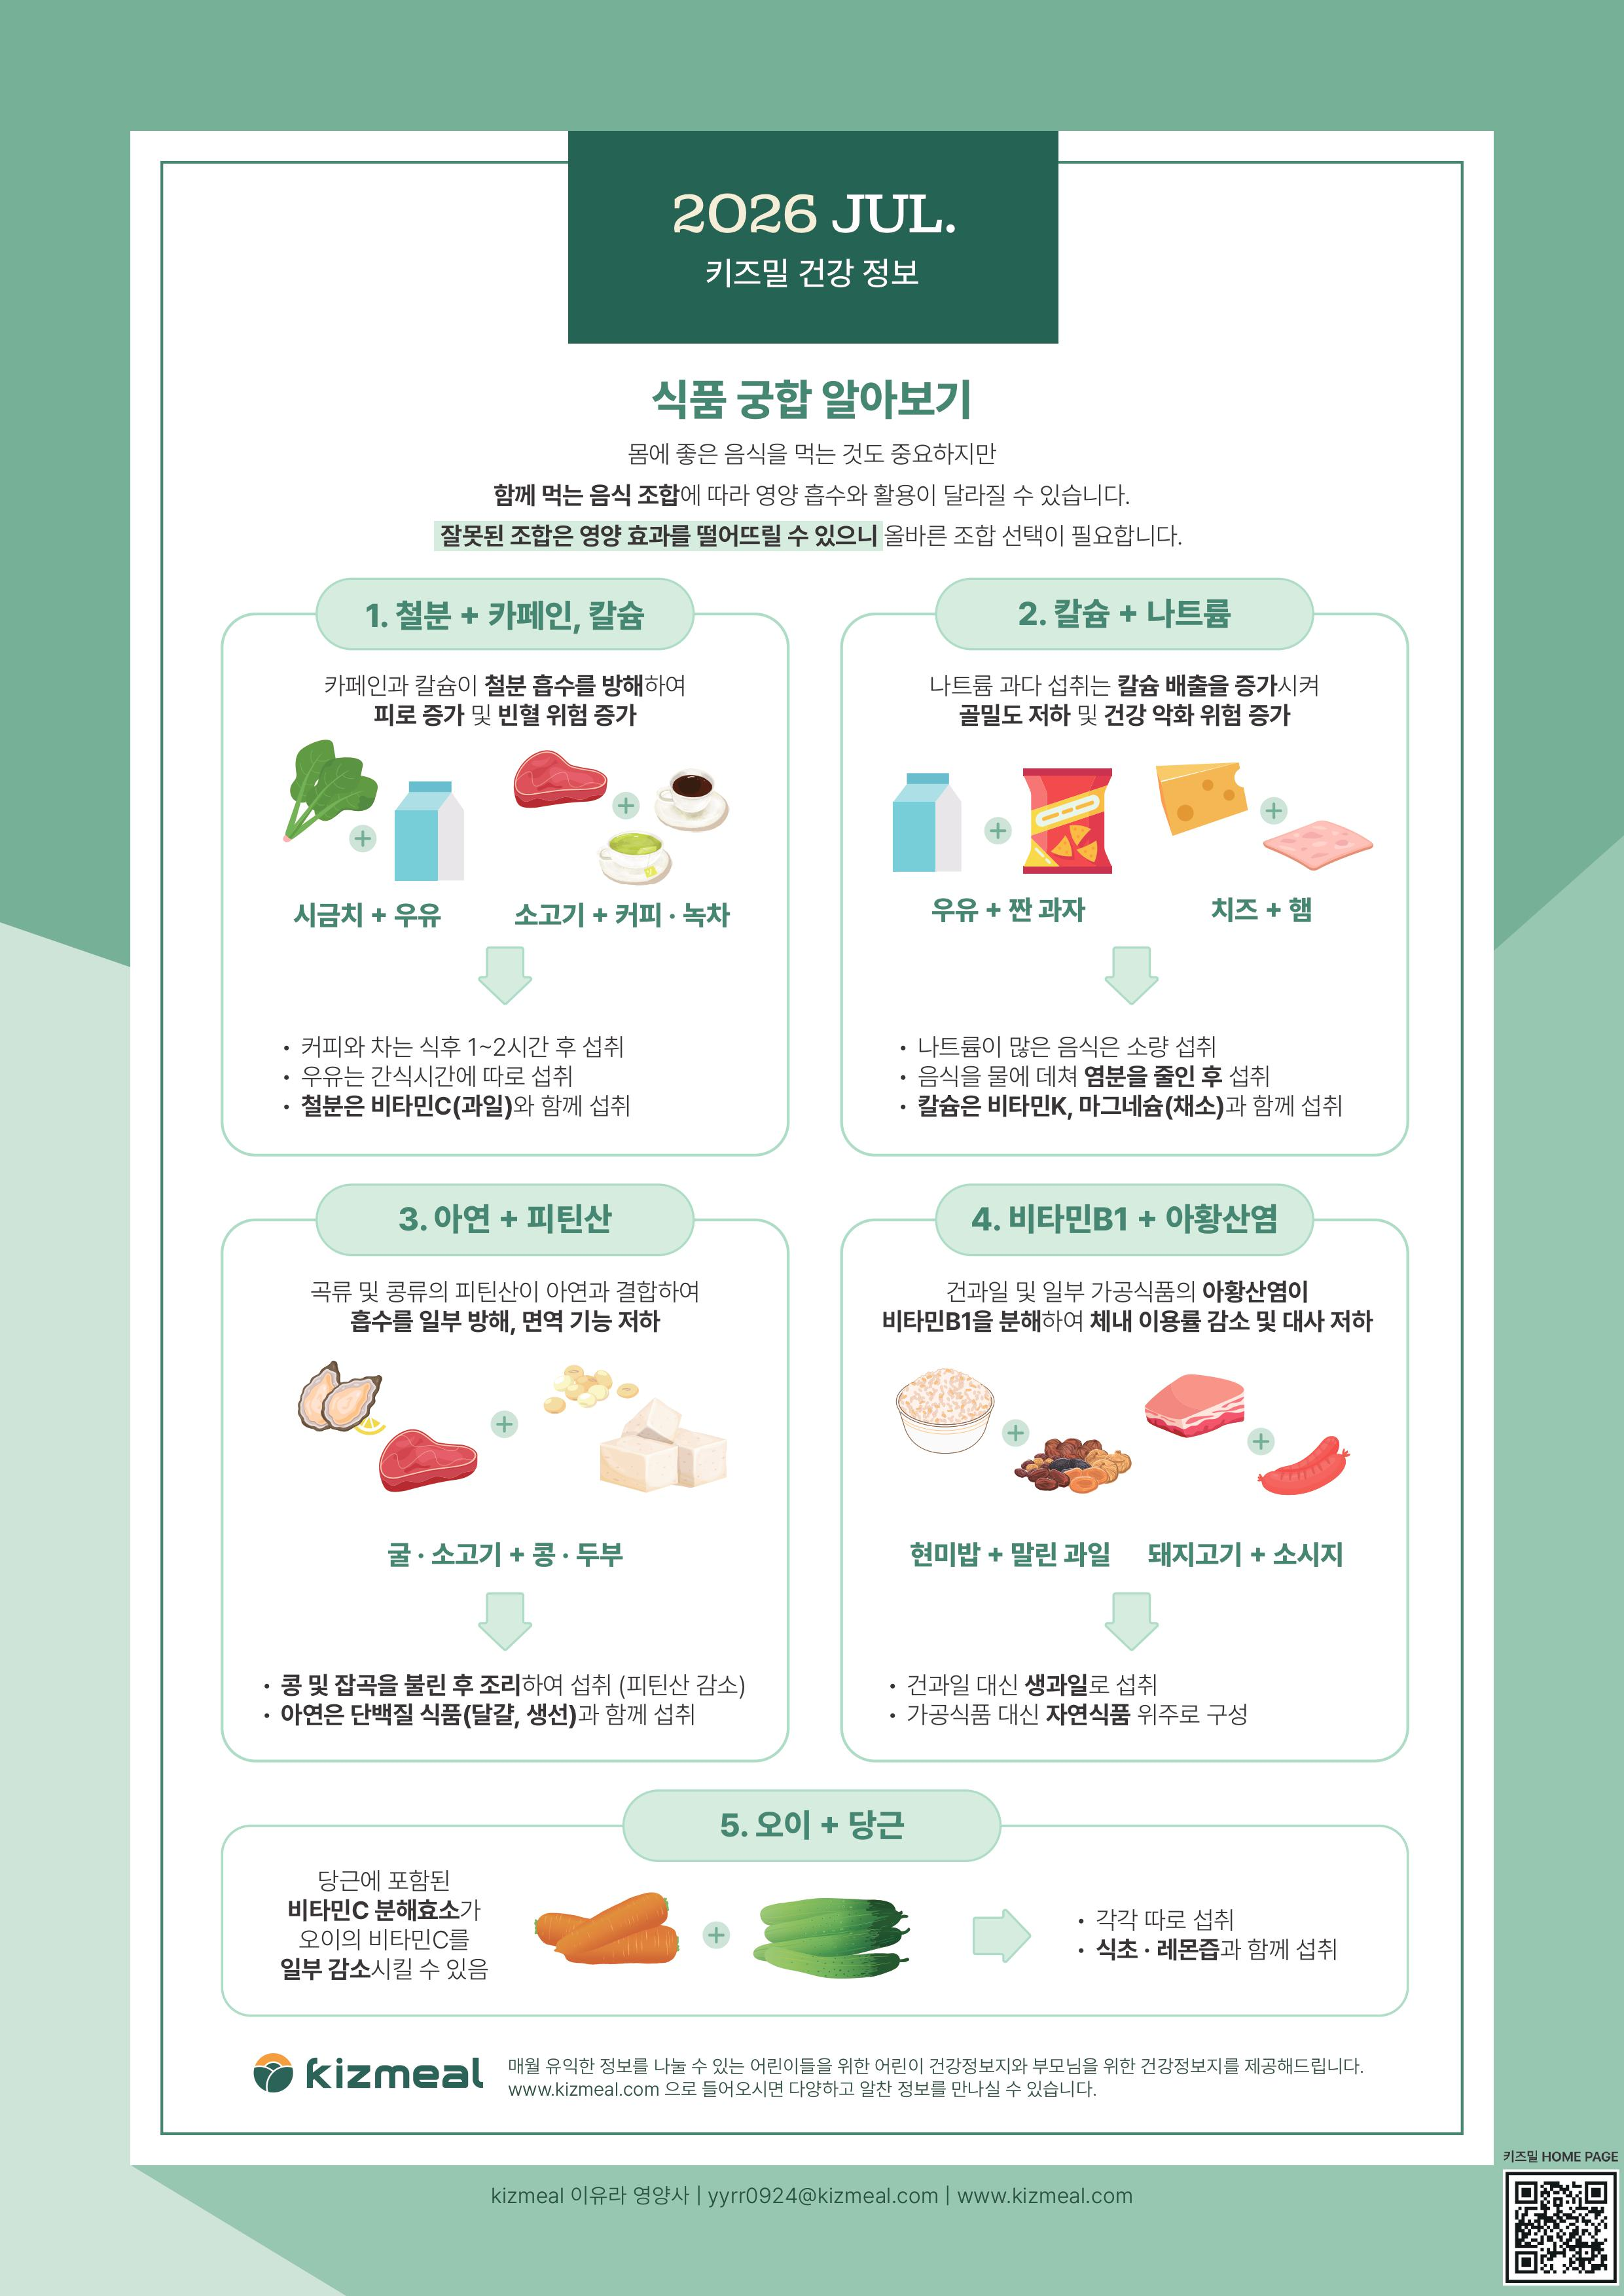 2026 JUL.
키즈밀 건강 정보
식품 궁합 알아보기
몸에 좋은 음식을 먹는 것도 중요하지만
함께 먹는 음식 조합에 따라 영양 흡수와 활용이 달라질 수 있습니다.
잘못된 조합은 영양 효과를 떨어뜨릴 수 있으니 올바른 조합 선택이 필요합니다.
1. 철분 + 카페인, 칼슘
카페인과 칼슘이 철분 흡수를 방해하여
피로 증가 및 빈혈 위험 증가
시금치 + 우유
소고기 + 커피 · 녹차
• 커피와 차는 식후 1~2시간 후 섭취
• 우유는 간식시간에 따로 섭취
• 철분은 비타민C(과일)와 함께 섭취
2. 칼슘 + 나트륨
나트륨 과다 섭취는 칼슘 배출을 증가시켜
골밀도 저하 및 건강 악화 위험 증가
우유 + 짠 과자
치즈 + 햄
• 나트륨이 많은 음식은 소량 섭취
• 음식을 물에 데쳐 염분을 줄인 후 섭취
• 칼슘은 비타민K, 마그네슘(채소)과 함께 섭취
3. 아연 + 피틴산
곡류 및 콩류의 피틴산이 아연과 결합하여
흡수를 일부 방해, 면역 기능 저하
굴 · 소고기 + 콩 · 두부
• 콩 및 잡곡을 불린 후 조리하여 섭취 (피틴산 감소)
• 아연은 단백질 식품(달걀, 생선)과 함께 섭취
4. 비타민B1 + 아황산염
건과일 및 일부 가공식품의 아황산염이
비타민B1을 분해하여 체내 이용률 감소 및 대사 저하
현미밥 + 말린 과일
돼지고기 + 소시지
• 건과일 대신 생과일로 섭취
• 가공식품 대신 자연식품 위주로 구성
5. 오이 + 당근
당근에 포함된
비타민C 분해효소가
오이의 비타민C를
일부 감소시킬 수 있음
• 각각 따로 섭취
• 식초 · 레몬즙과 함께 섭취
kizmeal
매월 유익한 정보를 나눌 수 있는 어린이들을 위한 어린이 건강정보지와 부모님을 위한 건강정보지를 제공해드립니다.
www.kizmeal.com 으로 들어오시면 다양하고 알찬 정보를 만나실 수 있습니다.
키즈밀 HOME PAGE
kizmeal 이유라 영양사 | yyrr0924@kizmeal.com | www.kizmeal.com